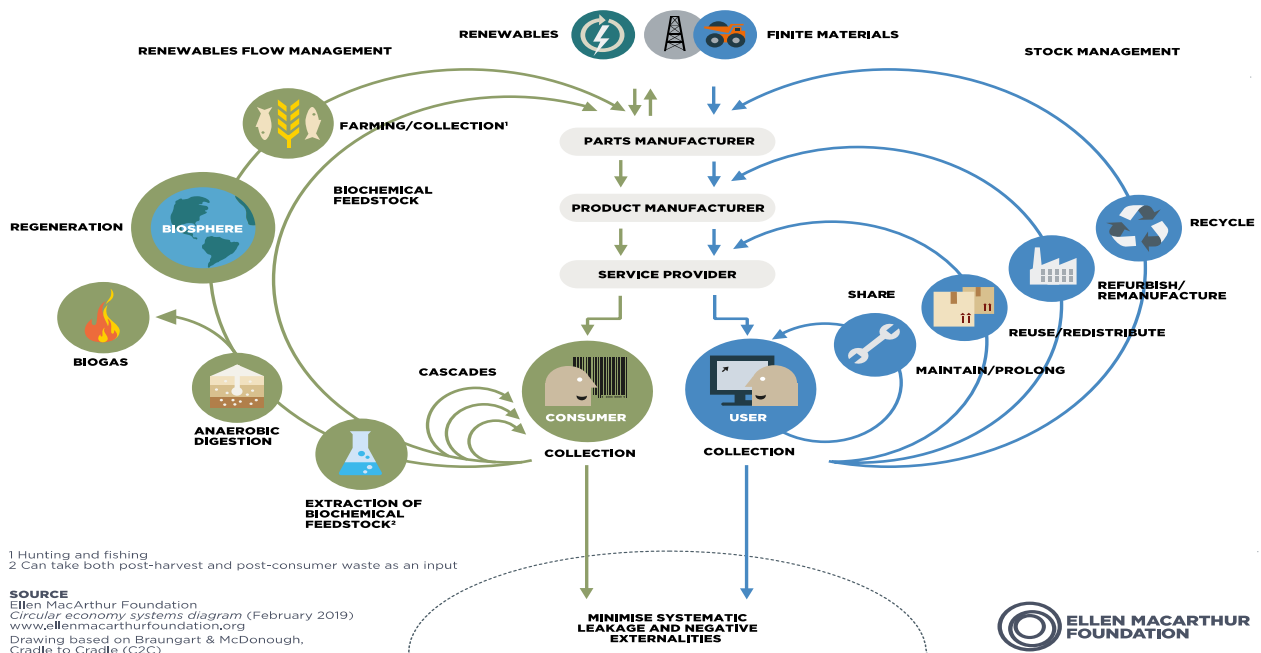 RENEWABLES
FINITE MATERIALS
RENEWABLES FLOW MANAGEMENT
STOCK MANAGEMENT
FARMING/COLLECTION¹
PARTS MANUFACTURER
BIOCHEMICAL
FEEDSTOCK
PRODUCT MANUFACTURER
REGENERATION
BIOSPHERE
RECYCLE
SERVICE PROVIDER
REFURBISH/
REMANUFACTURE
SHARE
REUSE/REDISTRIBUTE
BIOGAS
MAINTAIN/PROLONG
CASCADES
CONSUMER
USER
ANAEROBIC
DIGESTION
COLLECTION
COLLECTION
EXTRACTION OF
BIOCHEMICAL
FEEDSTOCK²
1 Hunting and fishing
2 Can take both post-harvest and post-consumer waste as an input
SOURCE
Ellen MacArthur Foundation
Circular economy systems diagram (February 2019)
www.ellenmacarthurfoundation.org
Drawing based on Braungart & McDonough,
Cradle to Cradle (C2C)
MINIMISE SYSTEMATIC
LEAKAGE AND NEGATIVE
EXTERNALITIES
ELLEN MACARTHUR
FOUNDATION